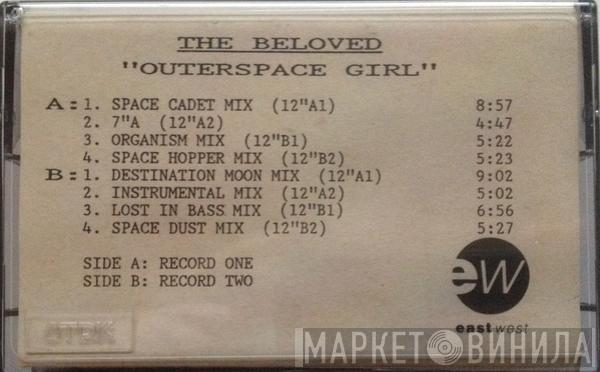 THE BELOVED
"OUTERSPACE GIRL"
A: 1. SPACE CADET MIX (12"A1) 8:57
2. 7"A (12"A2) 4:47
3. ORGANISM MIX (12"B1) 5:22
4. SPACE HOPPER MIX (12"B2) 5:23
B: 1. DESTINATION MOON MIX (12"A1) 9:02
2. INSTRUMENTAL MIX (12"A2) 5:02
3. LOST IN BASS MIX (12"B1) 6:56
4. SPACE DUST MIX (12"B2) 5:27
SIDE A: RECORD ONE
SIDE B: RECORD TWO
ew
eastwest
TDK
МАРКЕТ ВИНИЛА